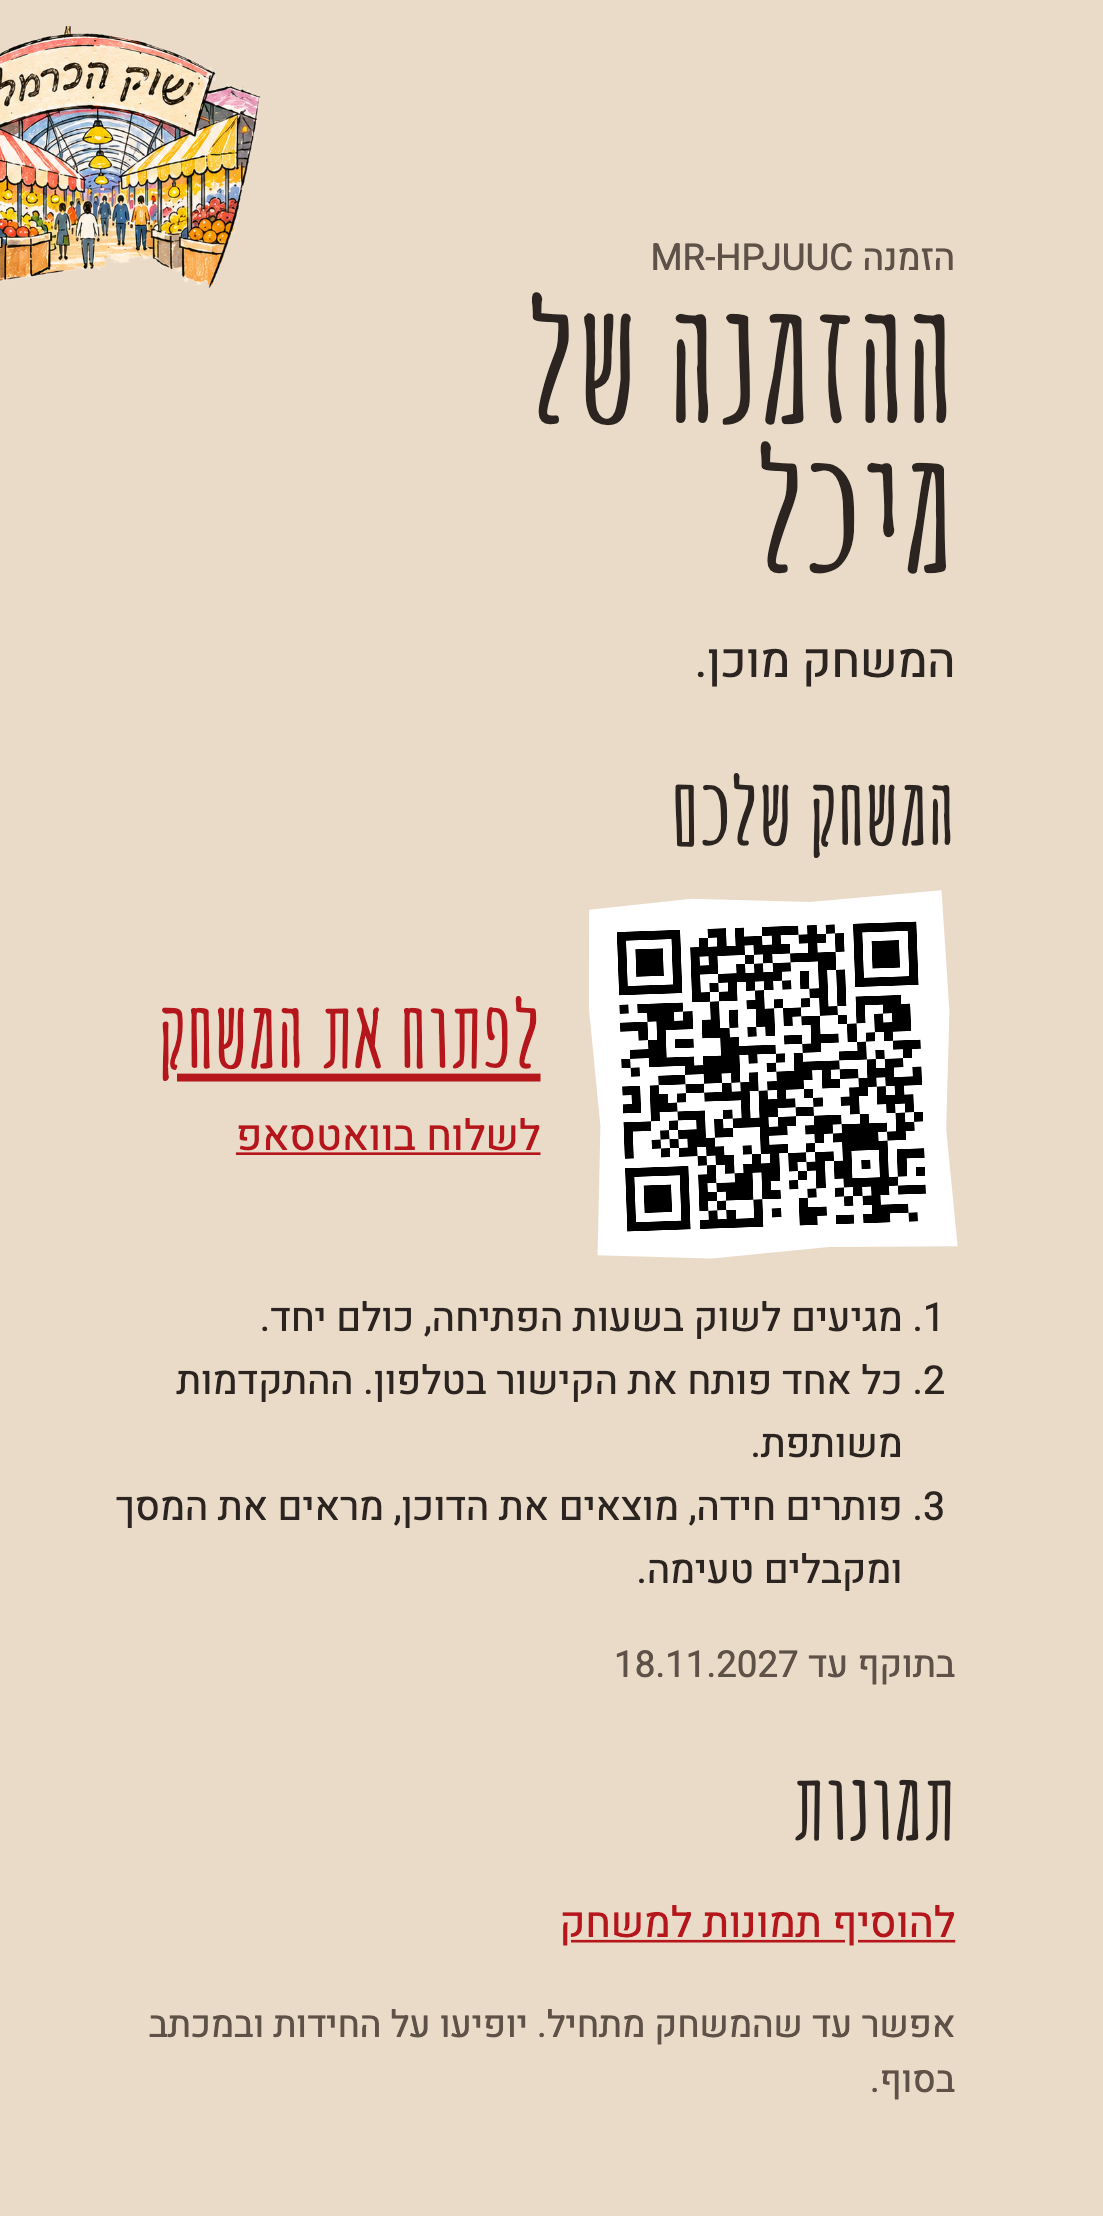 שוק הכרמל
הזמנה MR-HPJUUC
ההזמנה של
מיכל
המשחק מוכן.
המשחק שלכם
לפתוח את המשחק
לשלוח בוואטסאפ
1. מגיעים לשוק בשעות הפתיחה, כולם יחד.
2. כל אחד פותח את הקישור בטלפון. ההתקדמות
משותפת.
3. פותרים חידה, מוצאים את הדוכן, מראים את המסך
ומקבלים טעימה.
בתוקף עד 18.11.2027
תמונות
להוסיף תמונות למשחק
אפשר עד שהמשחק מתחיל. יופיעו על החידות ובמכתב
בסוף.